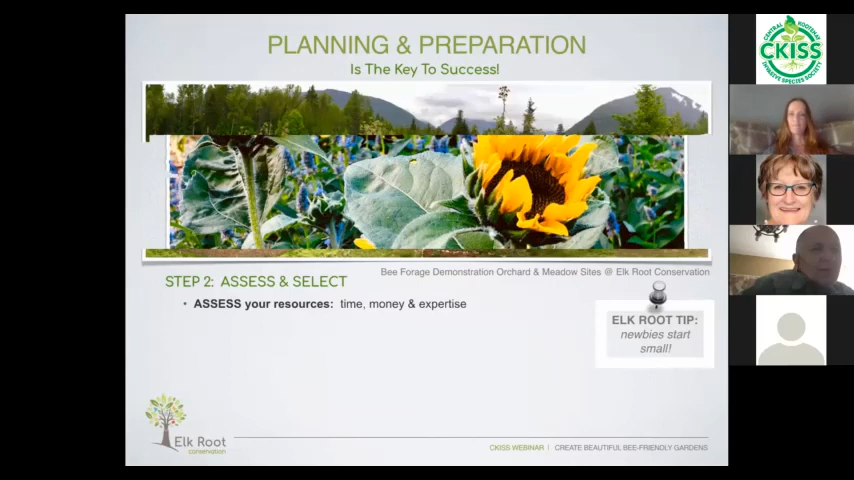 PLANNING & PREPARATION
Is The Key To Success!
Bee Forage Demonstration Orchard & Meadow Sites @ Elk Root Conservation
STEP 2: ASSESS & SELECT
• ASSESS your resources: time, money & expertise
ELK ROOT TIP:
newbies start
small!
Elk Root
conservation
CKISS WEBINAR | CREATE BEAUTIFUL BEE-FRIENDLY GARDENS
CENTRAL KOOTENAY
CKISS
INVASIVE SPECIES SOCIETY